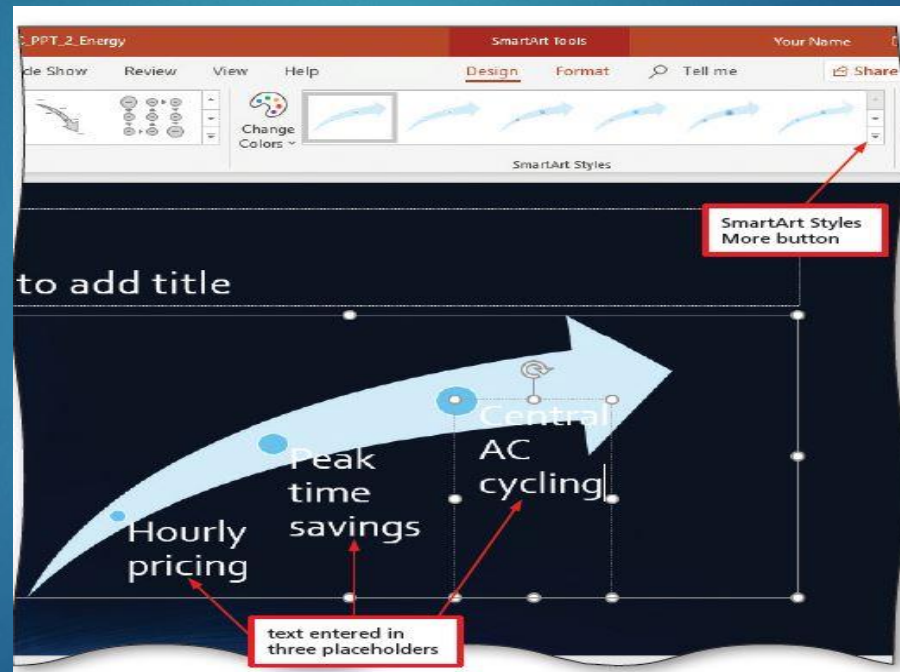 C_PPT_2_Energy
SmartArt Tools
Your Name
de Show
Review
View
Help
Design
Format
Tell me
Share
Change
Colors
SmartArt Styles
SmartArt Styles
More button
to add title
Central
AC
cycling
Peak
time
savings
Hourly
pricing
text entered in
three placeholders